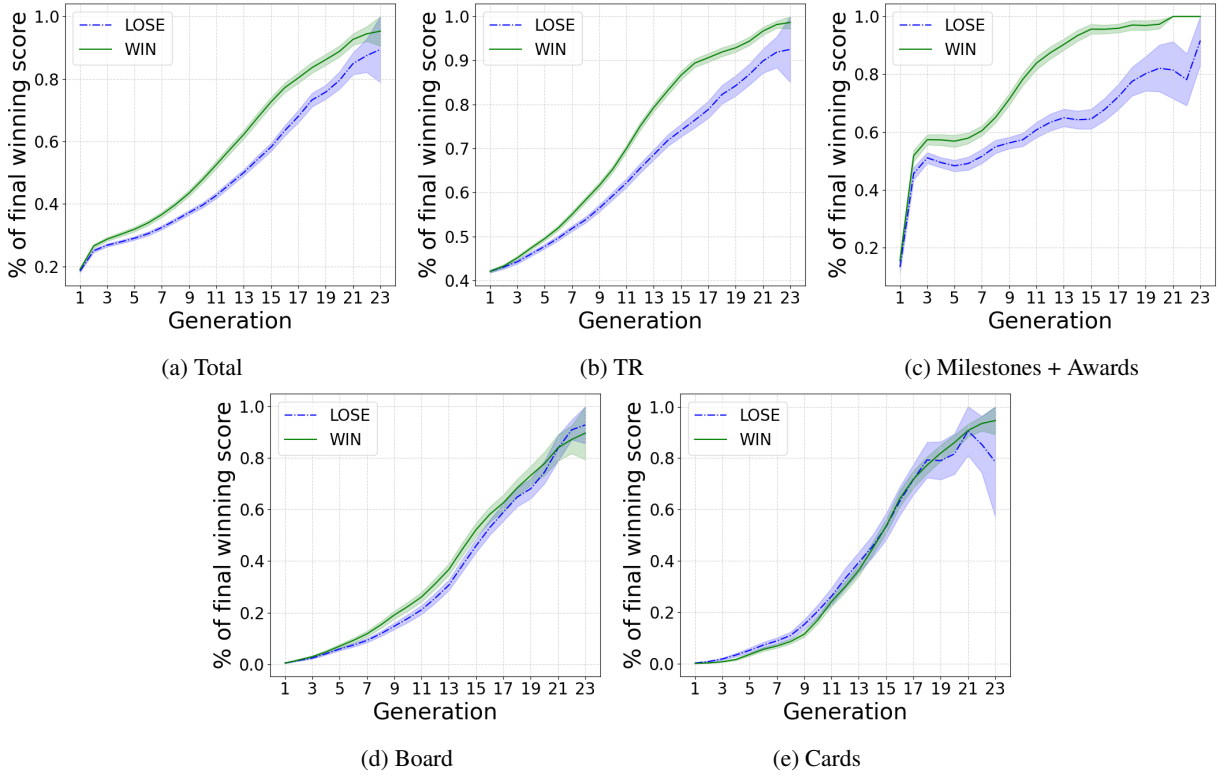 % of final winning score
1.0
0.8
0.6
0.4
0.2
LOSE
WIN
1 3 5 7 9 11 13 15 17 19 21 23
Generation
(a) Total
% of final winning score
1.0
0.9
0.8
0.7
0.6
0.5
0.4
LOSE
WIN
1 3 5 7 9 11 13 15 17 19 21 23
Generation
(b) TR
% of final winning score
1.0
0.8
0.6
0.4
0.2
LOSE
WIN
1 3 5 7 9 11 13 15 17 19 21 23
Generation
(c) Milestones + Awards
% of final winning score
1.0
0.8
0.6
0.4
0.2
0.0
LOSE
WIN
1 3 5 7 9 11 13 15 17 19 21 23
Generation
(d) Board
% of final winning score
1.0
0.8
0.6
0.4
0.2
0.0
LOSE
WIN
1 3 5 7 9 11 13 15 17 19 21 23
Generation
(e) Cards